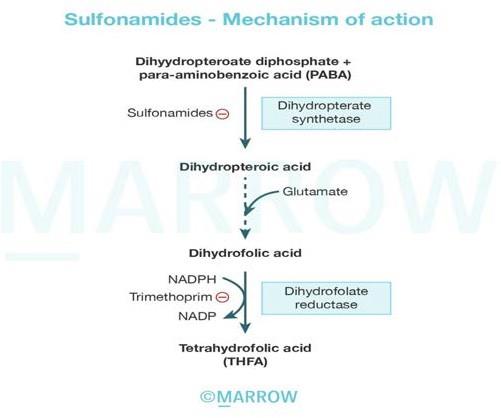 Sulfonamides - Mechanism of action
Dihyydropteroate diphosphate +
para-aminobenzoic acid (PABA)
Sulfonamides
Dihydropterate
synthetase
Dihydropteroic acid
Glutamate
MARROW
Dihydrofolic acid
NADPH
Trimethoprim
NADP
Dihydrofolate
reductase
Tetrahydrofolic acid
(THFA)
©MARROW